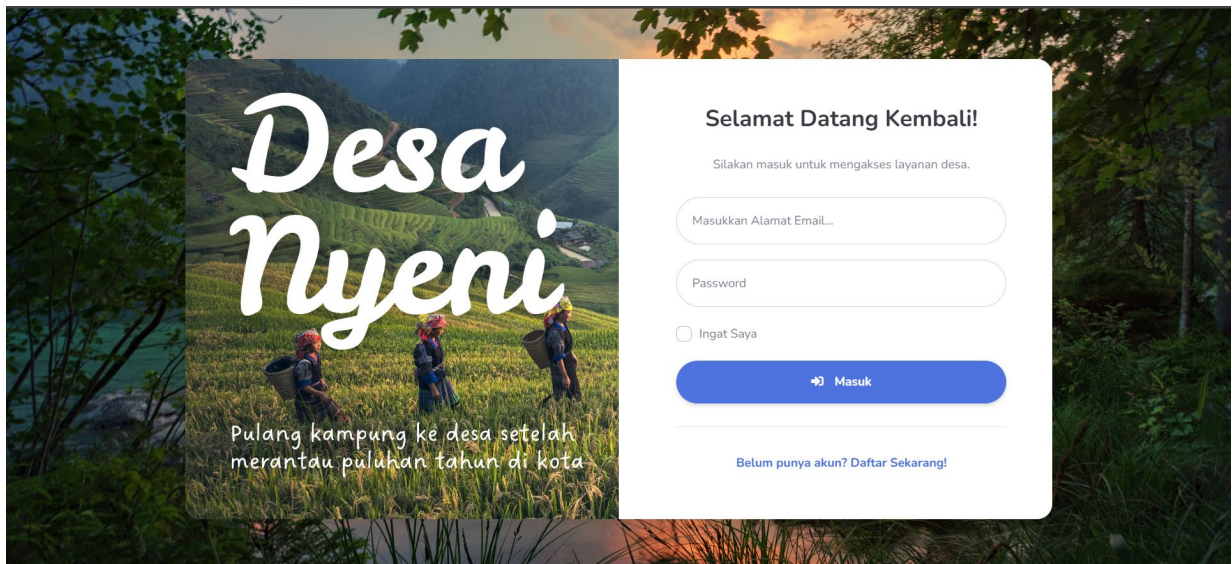 Desa
Nyeni
Pulang kampung ke desa setelah
merantau puluhan tahun di kota
Selamat Datang Kembali!
Silakan masuk untuk mengakses layanan desa.
Masukkan Alamat Email...
Password
Ingat Saya
Masuk
Belum punya akun? Daftar Sekarang!